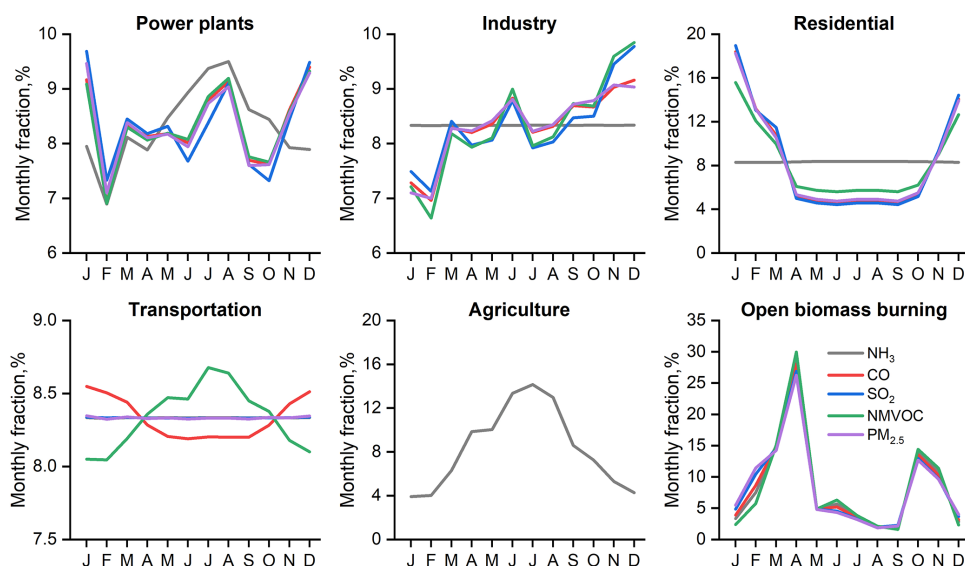 Power plants
Monthly fraction,%
10
9
8
7
6
J F M A M J J A S O N D
Industry
Monthly fraction,%
10
9
8
7
6
J F M A M J J A S O N D
Residential
Monthly fraction,%
20
16
12
8
4
0
J F M A M J J A S O N D
Transportation
Monthly fraction,%
9.0
8.5
8.0
7.5
J F M A M J J A S O N D
Agriculture
Monthly fraction,%
20
16
12
8
4
0
J F M A M J J A S O N D
Open biomass burning
Monthly fraction,%
35
30
25
20
15
10
5
0
NH₃
CO
SO₂
NMVOC
PM₂.₅
J F M A M J J A S O N D